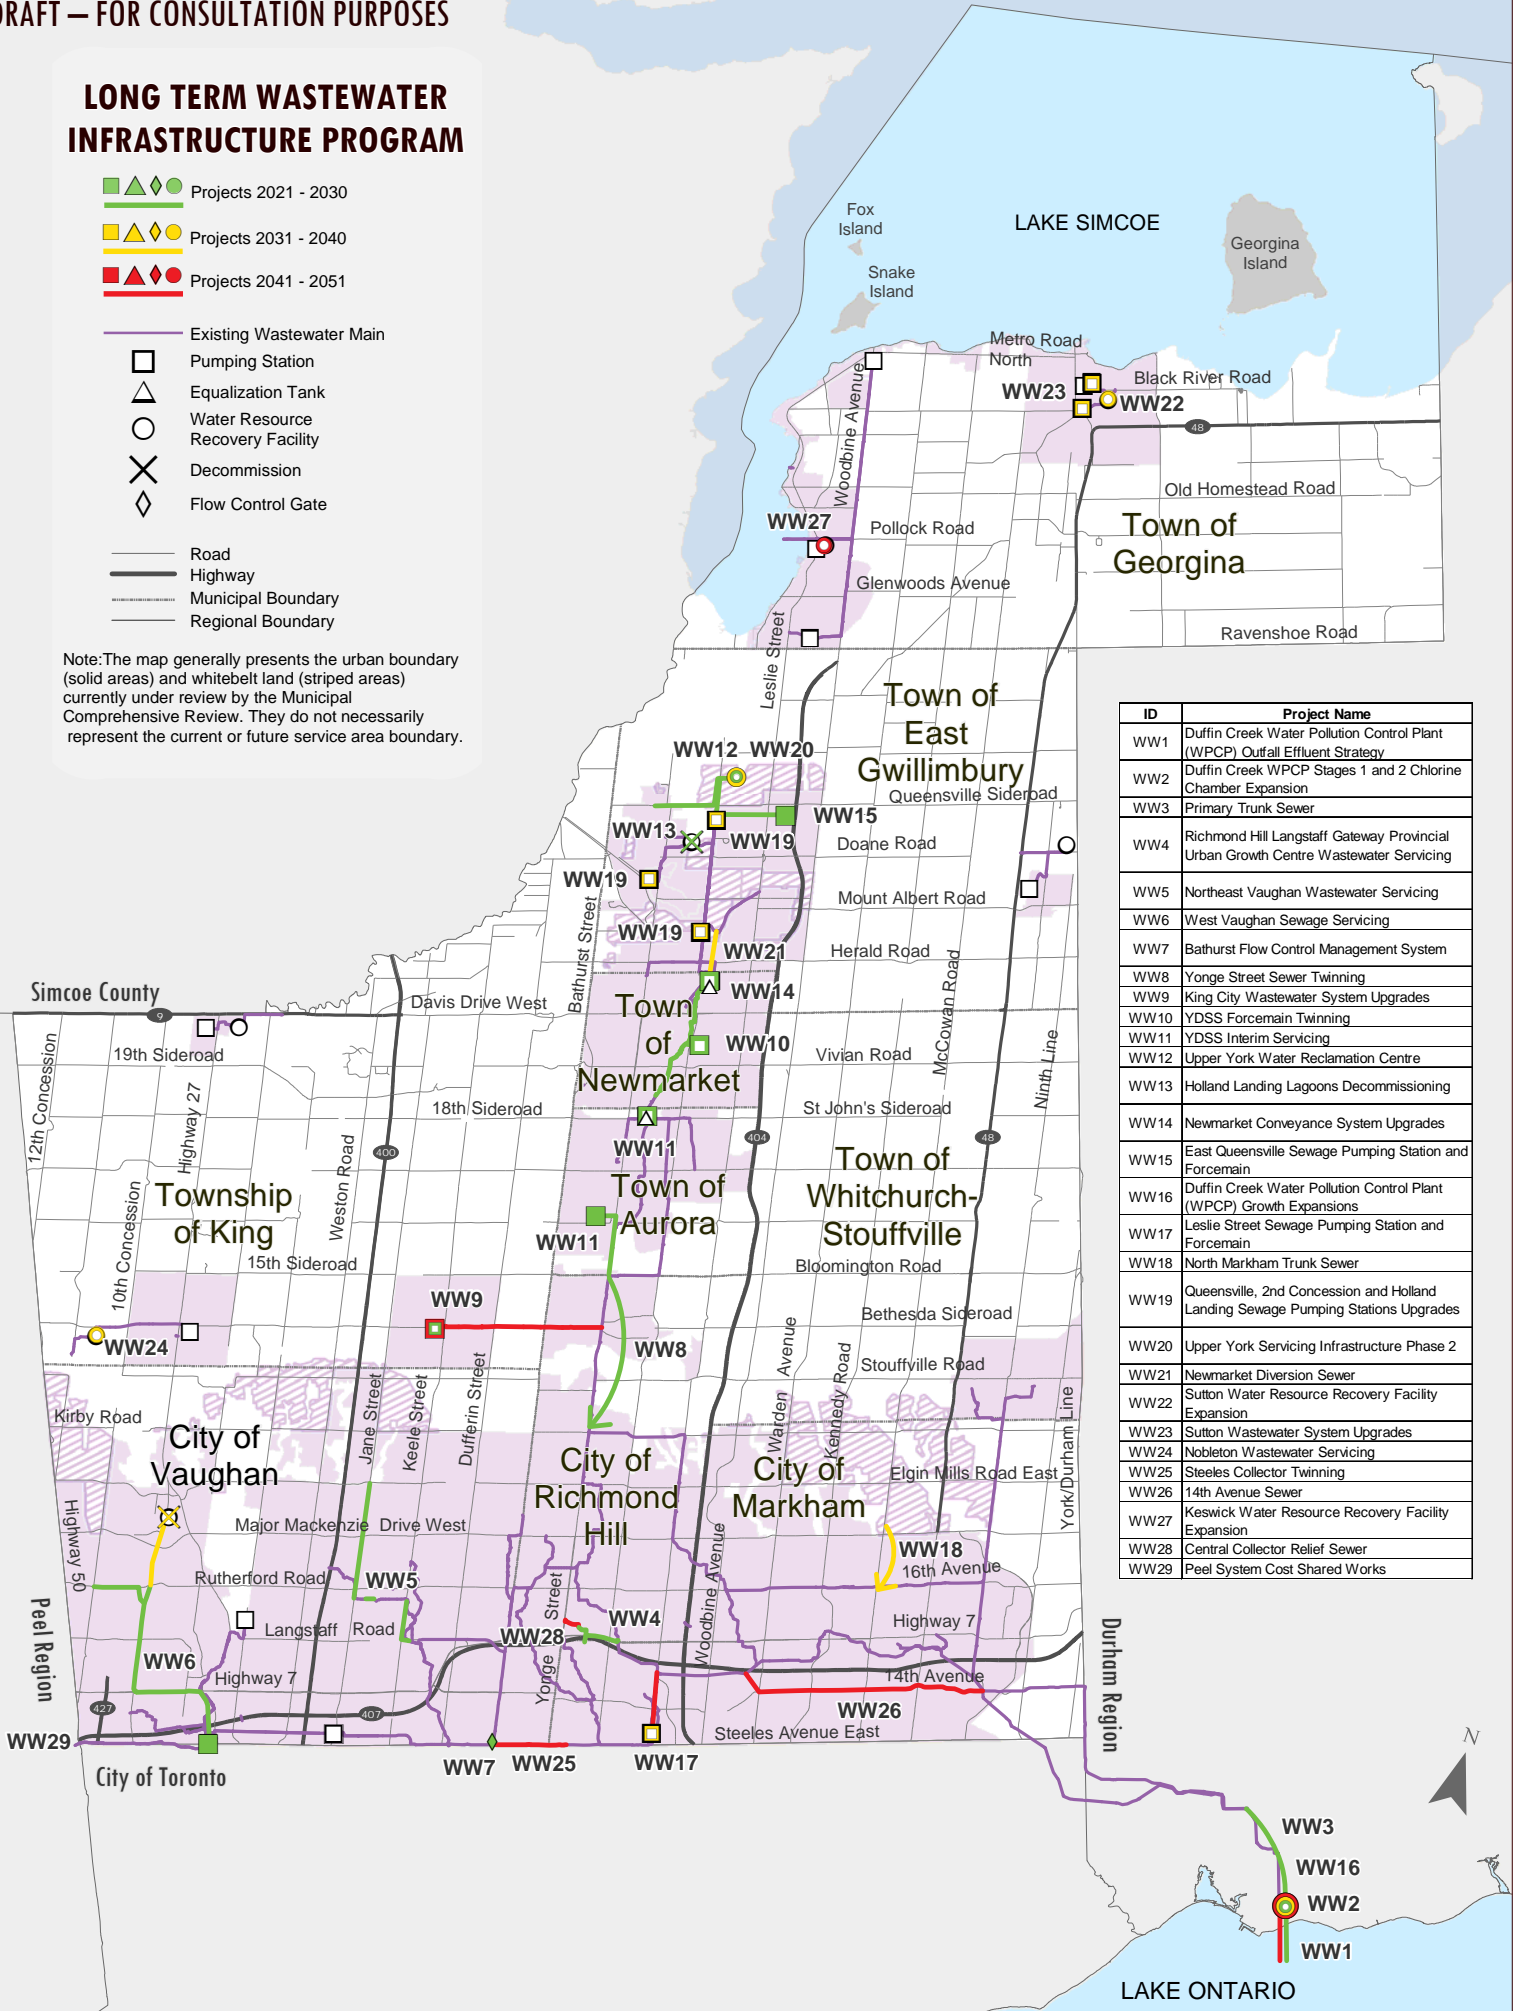 DRAFT – FOR CONSULTATION PURPOSES
LONG TERM WASTEWATER
INFRASTRUCTURE PROGRAM
Projects 2021 - 2030
Projects 2031 - 2040
Projects 2041 - 2051
Existing Wastewater Main
Pumping Station
Equalization Tank
Water Resource
Recovery Facility
Decommission
Flow Control Gate
Road
Highway
Municipal Boundary
Regional Boundary
Note:The map generally presents the urban boundary
(solid areas) and whitebelt land (striped areas)
currently under review by the Municipal
Comprehensive Review. They do not necessarily
represent the current or future service area boundary.
Fox
Island
Snake
Island
LAKE SIMCOE
Georgina
Island
Metro Road
North
Black River Road
WW23
WW22
48
Woodbine Avenue
Old Homestead Road
WW27
Pollock Road
Town of
Georgina
Glenwoods Avenue
Leslie Street
Ravenshoe Road
Town of
East
Gwillimbury
WW12
WW20
Queensville Sideroad
WW15
WW13
WW19
Doane Road
WW19
Mount Albert Road
Bathurst Street
WW19
WW21
Herald Road
WW14
McCowan Road
Simcoe County
9
Davis Drive West
Town
of
Newmarket
WW10
19th Sideroad
Vivian Road
12th Concession
Highway 27
18th Sideroad
St John's Sideroad
Ninth Line
WW11
400
404
48
Weston Road
Township
of King
10th Concession
Town of
Aurora
Town of
Whitchurch-
Stouffville
WW11
15th Sideroad
Bloomington Road
WW9
Bethesda Sideroad
WW24
WW8
Stouffville Road
Warden Avenue
Kennedy Road
Dufferin Street
Keele Street
Jane Street
Kirby Road
City of
Vaughan
City of
Richmond
Hill
City of
Markham
Elgin Mills Road East
York/Durham Line
Highway 50
Major Mackenzie Drive West
WW18
16th Avenue
Rutherford Road
WW5
Yonge Street
Woodbine Avenue
WW4
Highway 7
Langstaff Road
WW28
Peel Region
WW6
Highway 7
14th Avenue
Durham Region
427
407
WW26
WW29
Steeles Avenue East
WW7
WW25
WW17
City of Toronto
N
WW3
WW16
WW2
WW1
LAKE ONTARIO
ID Project Name
WW1 Duffin Creek Water Pollution Control Plant
(WPCP) Outfall Effluent Strategy
WW2 Duffin Creek WPCP Stages 1 and 2 Chlorine
Chamber Expansion
WW3 Primary Trunk Sewer
WW4 Richmond Hill Langstaff Gateway Provincial
Urban Growth Centre Wastewater Servicing
WW5 Northeast Vaughan Wastewater Servicing
WW6 West Vaughan Sewage Servicing
WW7 Bathurst Flow Control Management System
WW8 Yonge Street Sewer Twinning
WW9 King City Wastewater System Upgrades
WW10 YDSS Forcemain Twinning
WW11 YDSS Interim Servicing
WW12 Upper York Water Reclamation Centre
WW13 Holland Landing Lagoons Decommissioning
WW14 Newmarket Conveyance System Upgrades
WW15 East Queensville Sewage Pumping Station and
Forcemain
WW16 Duffin Creek Water Pollution Control Plant
(WPCP) Growth Expansions
WW17 Leslie Street Sewage Pumping Station and
Forcemain
WW18 North Markham Trunk Sewer
WW19 Queensville, 2nd Concession and Holland
Landing Sewage Pumping Stations Upgrades
WW20 Upper York Servicing Infrastructure Phase 2
WW21 Newmarket Diversion Sewer
WW22 Sutton Water Resource Recovery Facility
Expansion
WW23 Sutton Wastewater System Upgrades
WW24 Nobleton Wastewater Servicing
WW25 Steeles Collector Twinning
WW26 14th Avenue Sewer
WW27 Keswick Water Resource Recovery Facility
Expansion
WW28 Central Collector Relief Sewer
WW29 Peel System Cost Shared Works